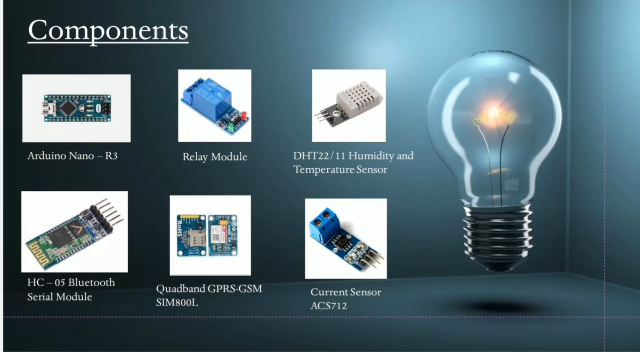 Components
Arduino Nano – R3
Relay Module
DHT22/11 Humidity and
Temperature Sensor
HC – 05 Bluetooth
Serial Module
Quadband GPRS-GSM
SIM800L
Current Sensor
ACS712